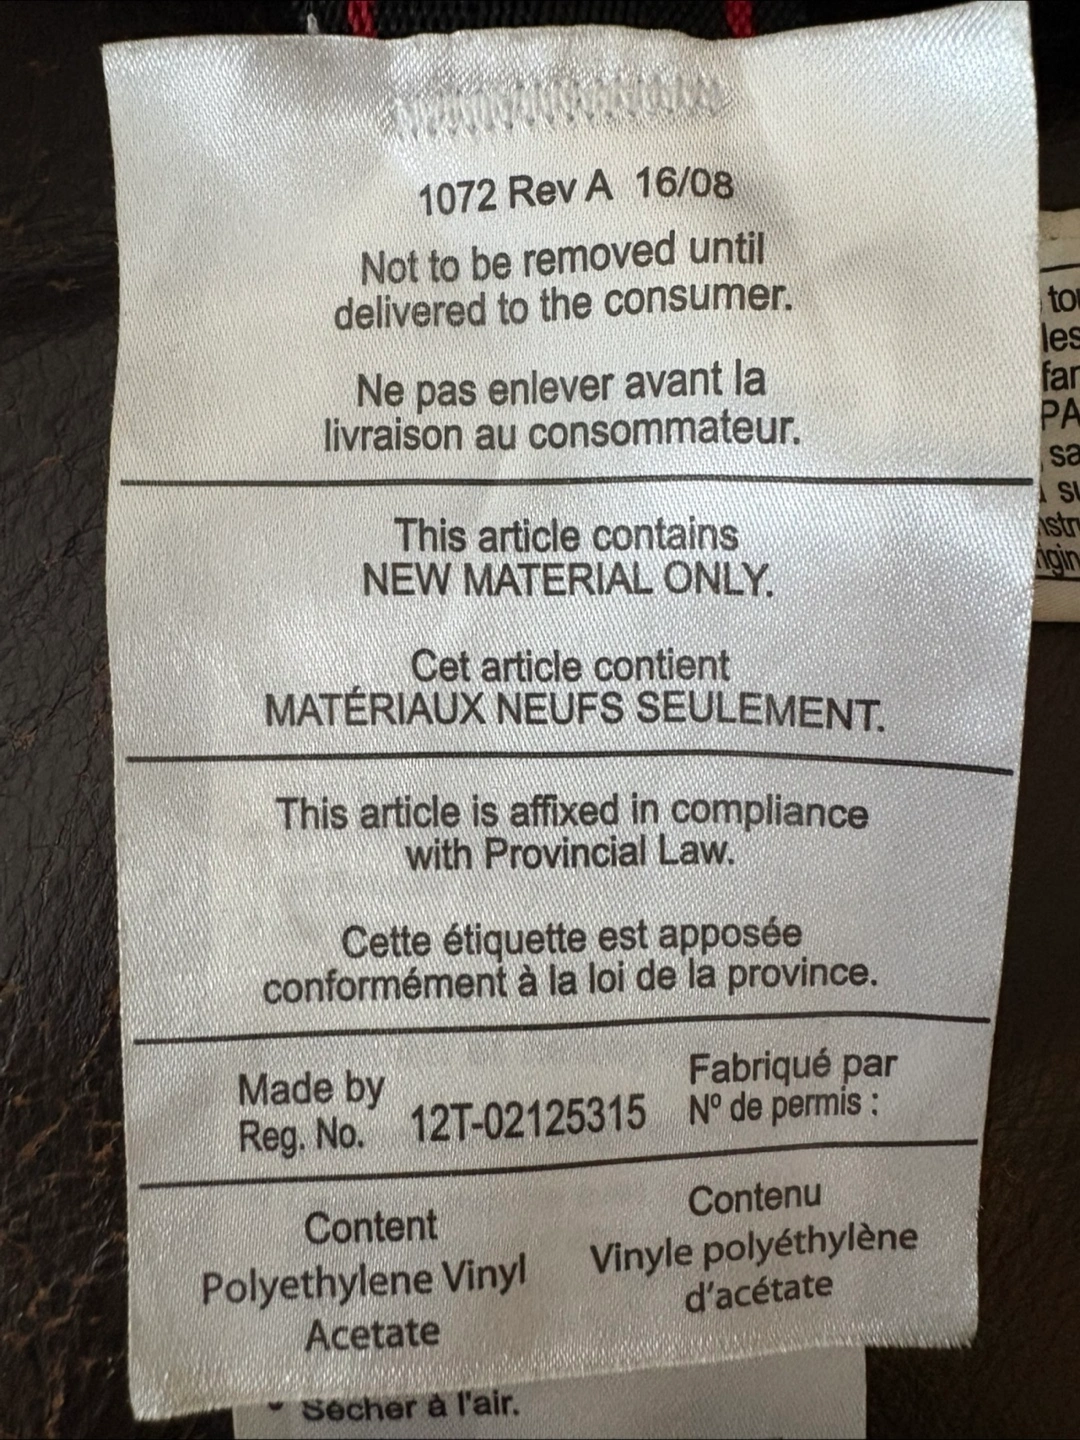 1072 Rev A 16/08
Not to be removed until
delivered to the consumer.
Ne pas enlever avant la
livraison au consommateur.
This article contains
NEW MATERIAL ONLY.
Cet article contient
MATÉRIAUX NEUFS SEULEMENT.
This article is affixed in compliance
with Provincial Law.
Cette étiquette est apposée
conformément à la loi de la province.
Made by
Reg. No.
12T-02125315
Fabriqué par
Nº de permis :
Content
Polyethylene Vinyl
Acetate
Contenu
Vinyle polyéthylène
d'acétate
Sécher à l'air.